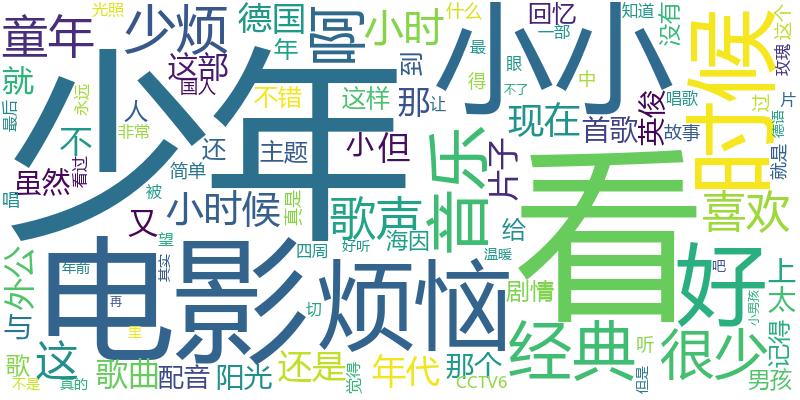 光照
什么
知道
童年
少烦
德国
啊
小时
回忆
没有
这个
年
小小
一部
时候
玫瑰
就
这部
到
最
得
眼
中
过
国人
不错
这样
那
让
现在
唱歌
乐
最后
永远
人
不了
首歌
英俊
德语
少年
不
非常
还
主题
小
但
音乐
片子
看
故事
就是
虽然
看过
简单
唱
又
小时候
真是
歌声
给
喜欢
电影
烦恼
好
望
四周
好听
海因
温暖
吧
上
外公
被
其实
年前
剧情
太
小男孩
与
再
切
经典
很少
记得
这
里
歌
歌曲
配音
阳光
还是
觉得
年代
那个
听
但是
男孩
不是
真的
CCTV6